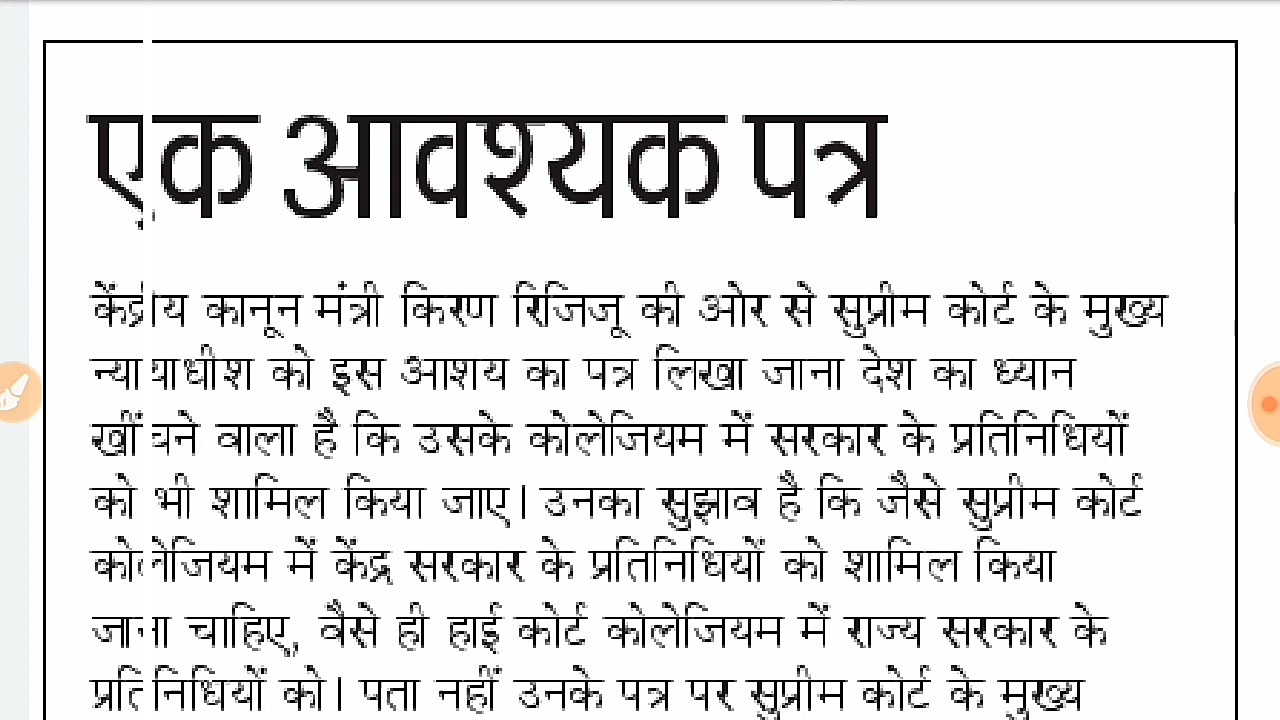 एक आवश्यक पत्र
केंद्रीय कानून मंत्री किरण रिजिजू की ओर से सुप्रीम कोर्ट के मुख्य
न्यायाधीश को इस आशय का पत्र लिखा जाना देश का ध्यान
खींचने वाला है कि उसके कोलेजियम में सरकार के प्रतिनिधियों
को भी शामिल किया जाए। उनका सुझाव है कि जैसे सुप्रीम कोर्ट
कोलेजियम में केंद्र सरकार के प्रतिनिधियों को शामिल किया
जाना चाहिए, वैसे ही हाई कोर्ट कोलेजियम में राज्य सरकार के
प्रतिनिधियों को। पता नहीं उनके पत्र पर सुप्रीम कोर्ट के मुख्य